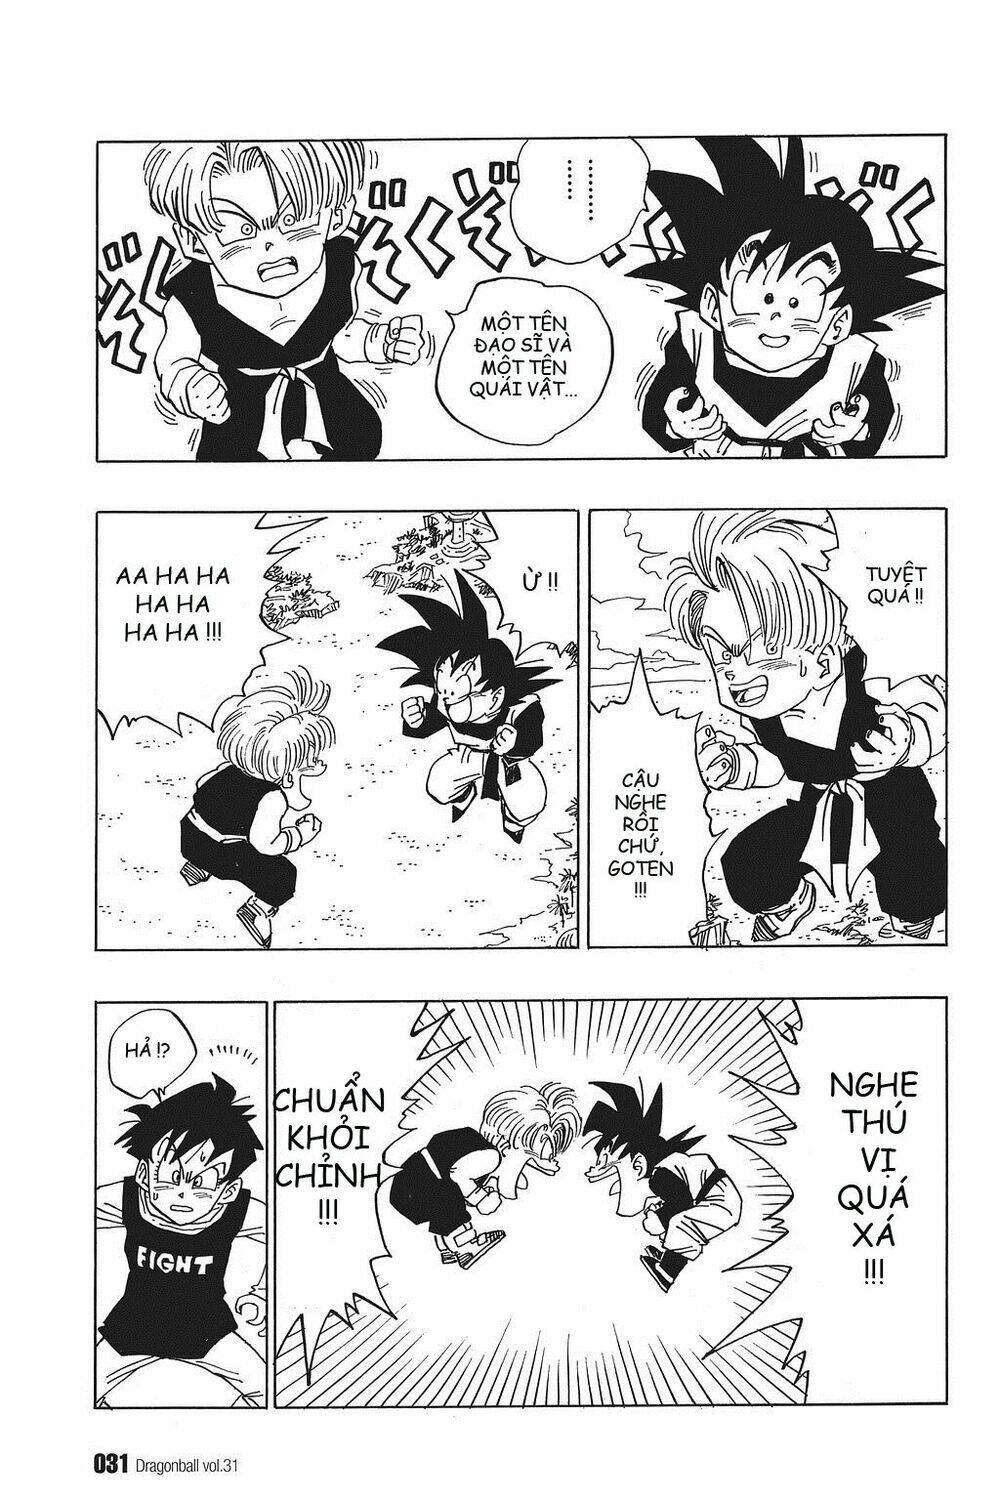 ......
......
MỘT TÊN
ĐẠO SĨ VÀ
MỘT TÊN
QUÁI VẬT...
TUYỆT
QUÁ !!
CẬU
NGHE
RỒI
CHỨ,
GOTEN
!!!
Ừ !!
AA HA HA
HA HA
HA HA !!!
NGHE
THÚ
VỊ
QUÁ
XÁ
!!!
CHUẨN
KHỎI
CHỈNH
!!!
HẢ !?
FIGHT
031 Dragonball vol.31